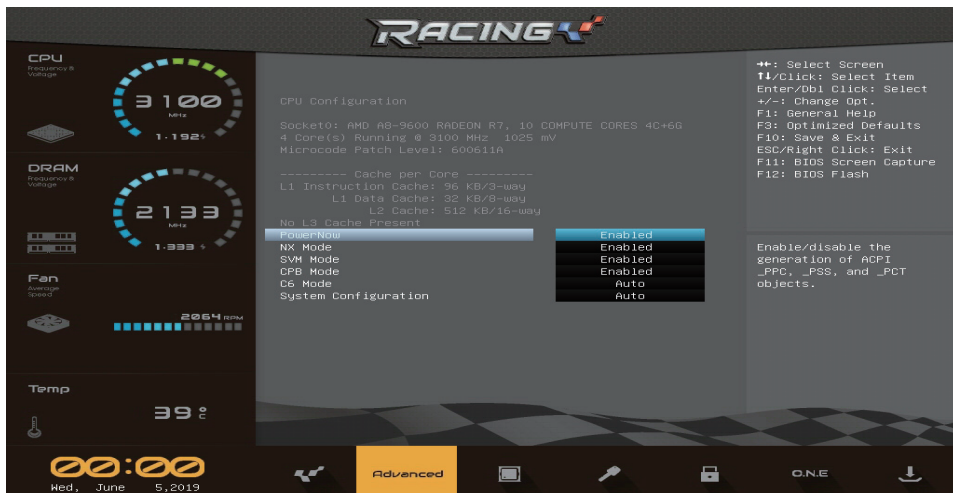 RACING
CPU
Frequency &
Voltage
3100
MHz
1.192
DRAM
Frequency &
Voltage
2133
MHz
1.333
Fan
Average
Speed
2064 RPM
Temp
39 °C
CPU Configuration
Socket0: AMD A8-9600 RADEON R7, 10 COMPUTE CORES 4C+6G
4 Core(s) Running @ 3100 MHz 1025 mV
Microcode Patch Level: 600611A
--------- Cache per Core ---------
L1 Instruction Cache: 96 KB/3-way
L1 Data Cache: 32 KB/8-way
L2 Cache: 512 KB/16-way
No L3 Cache Present
PowerNow Enabled
NX Mode Enabled
SVM Mode Enabled
CPB Mode Enabled
C6 Mode Auto
System Configuration Auto
→←: Select Screen
↑↓/Click: Select Item
Enter/Dbl Click: Select
+/-: Change Opt.
F1: General Help
F3: Optimized Defaults
F10: Save & Exit
ESC/Right Click: Exit
F11: BIOS Screen Capture
F12: BIOS Flash
Enable/disable the
generation of ACPI
_PPC, _PSS, and _PCT
objects.
00:00
Wed, June 5,2019
Advanced
O.N.E